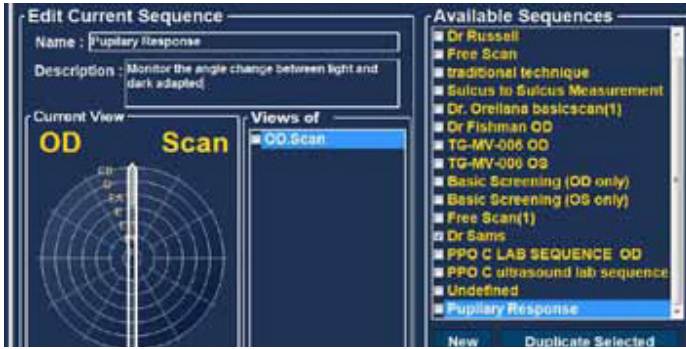 Edit Current Sequence
Name : Pupilary Response
Description : Monitor the angle change between light and
dark adapted
Current View
OD Scan
Views of
OD.Scan
Available Sequences
Dr Russell
Free Scan
traditional technique
Sulcus to Sulcus Measurement
Dr. Orellana basicscan(1)
Dr Fishman OD
TG-MV-006 OD
TG-MV-006 OS
Basic Screening (OD only)
Basic Screening (OS only)
Free Scan(1)
Dr Sams
PPO C LAB SEQUENCE OD
PPO C ultrasound lab sequence
Undefined
Pupilary Response
New
Duplicate Selected